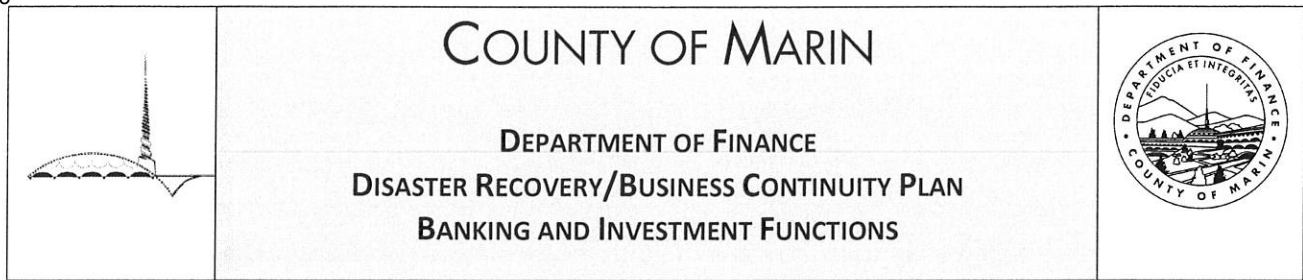 COUNTY OF MARIN
DEPARTMENT OF FINANCE
DISASTER RECOVERY/BUSINESS CONTINUITY PLAN
BANKING AND INVESTMENT FUNCTIONS
DEPARTMENT OF FINANCE
FIDUCIA ET INTEGRITAS
COUNTY OF MARIN